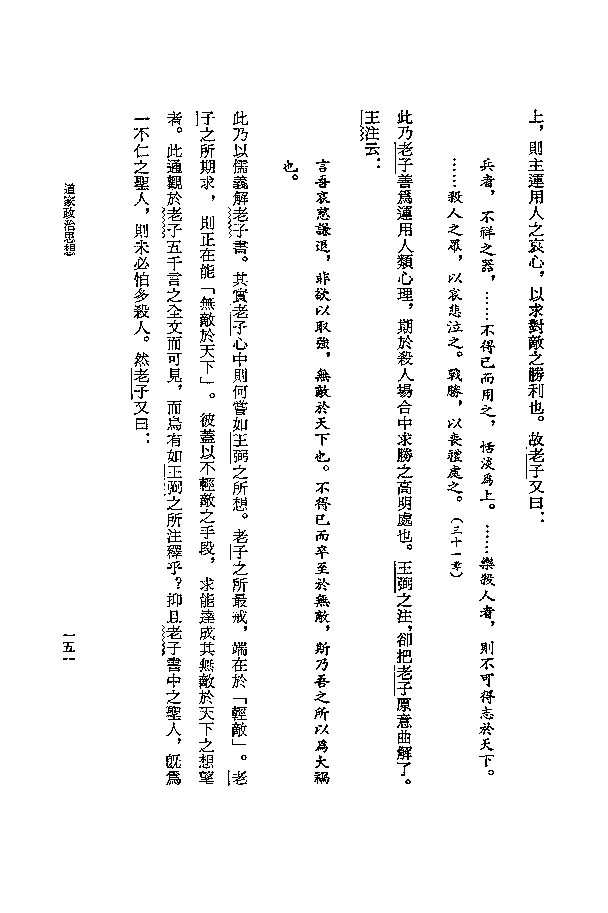 上，則主運用人之哀心，以求對敵之勝利也。故老子又曰：
兵者，不祥之器，……不得已而用之，恬淡爲上。……樂殺人者，則不可得志於天下。
……殺人之眾，以哀悲泣之。戰勝，以喪禮處之。（三十一章）
此乃老子善爲運用人類心理，期於殺人場合中求勝之高明處也。王弼之注，卻把老子原意曲解了。
王注云：
言吾哀慈謙退，非欲以取強，無敵於天下也。不得已而卒至於無敵，斯乃吾之所以爲大禍
也。
此乃以儒義解老子書。其實老子心中則何嘗如王弼之所想。老子之所最戒，端在於「輕敵」。老
子之所期求，則正在能「無敵於天下」。彼蓋以不輕敵之手段，求能達成其無敵於天下之想望
者。此通觀於老子五千言之全文而可見，而烏有如王弼之所注釋乎？抑且老子書中之聖人，既爲
一不仁之聖人，則未必怕多殺人。然老子又曰：
道家政治思想
一五一